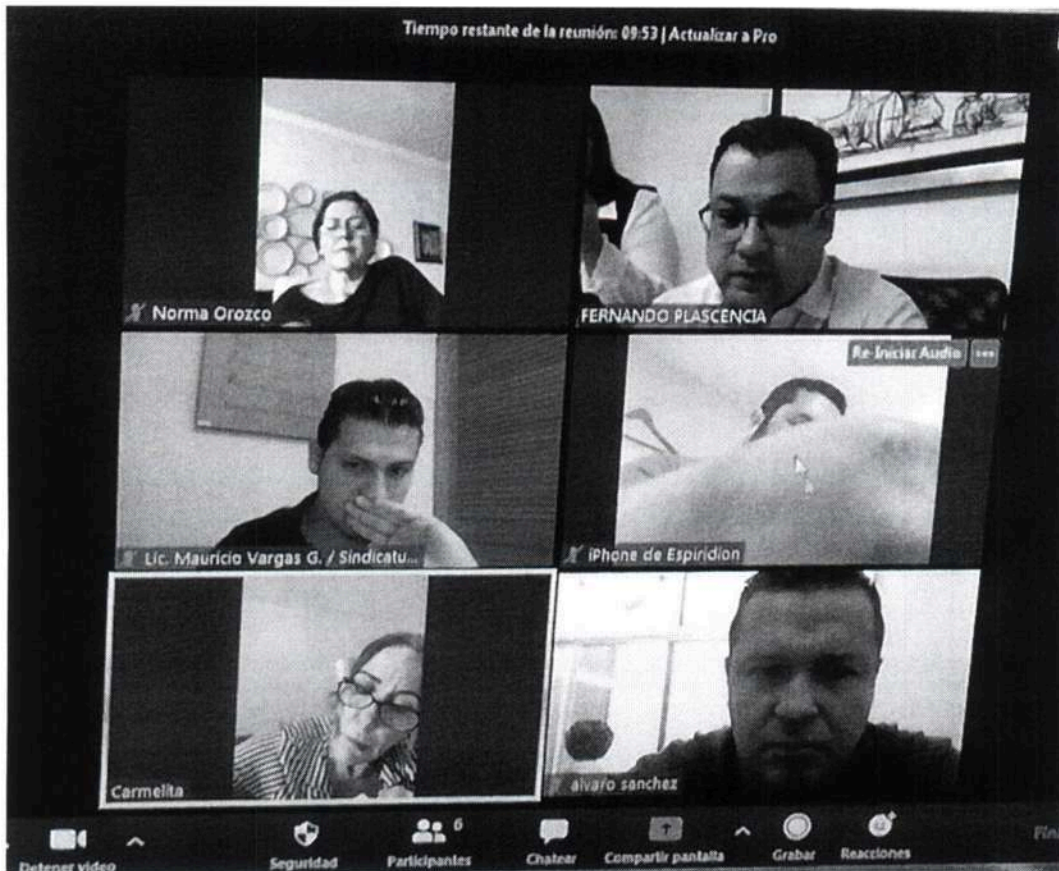 Tiempo restante de la reunión: 09:53 | Actualizar a Pro
Norma Orozco
FERNANDO PLASCENCIA
Re-Iniciar Audio
Lic. Mauricio Vargas G. / Sindicatu...
iPhone de Espiridion
Carmelita
alvaro sanchez
6
Detener video
Seguridad
Participantes
Chatear
Compartir pantalla
Grabar
Reacciones